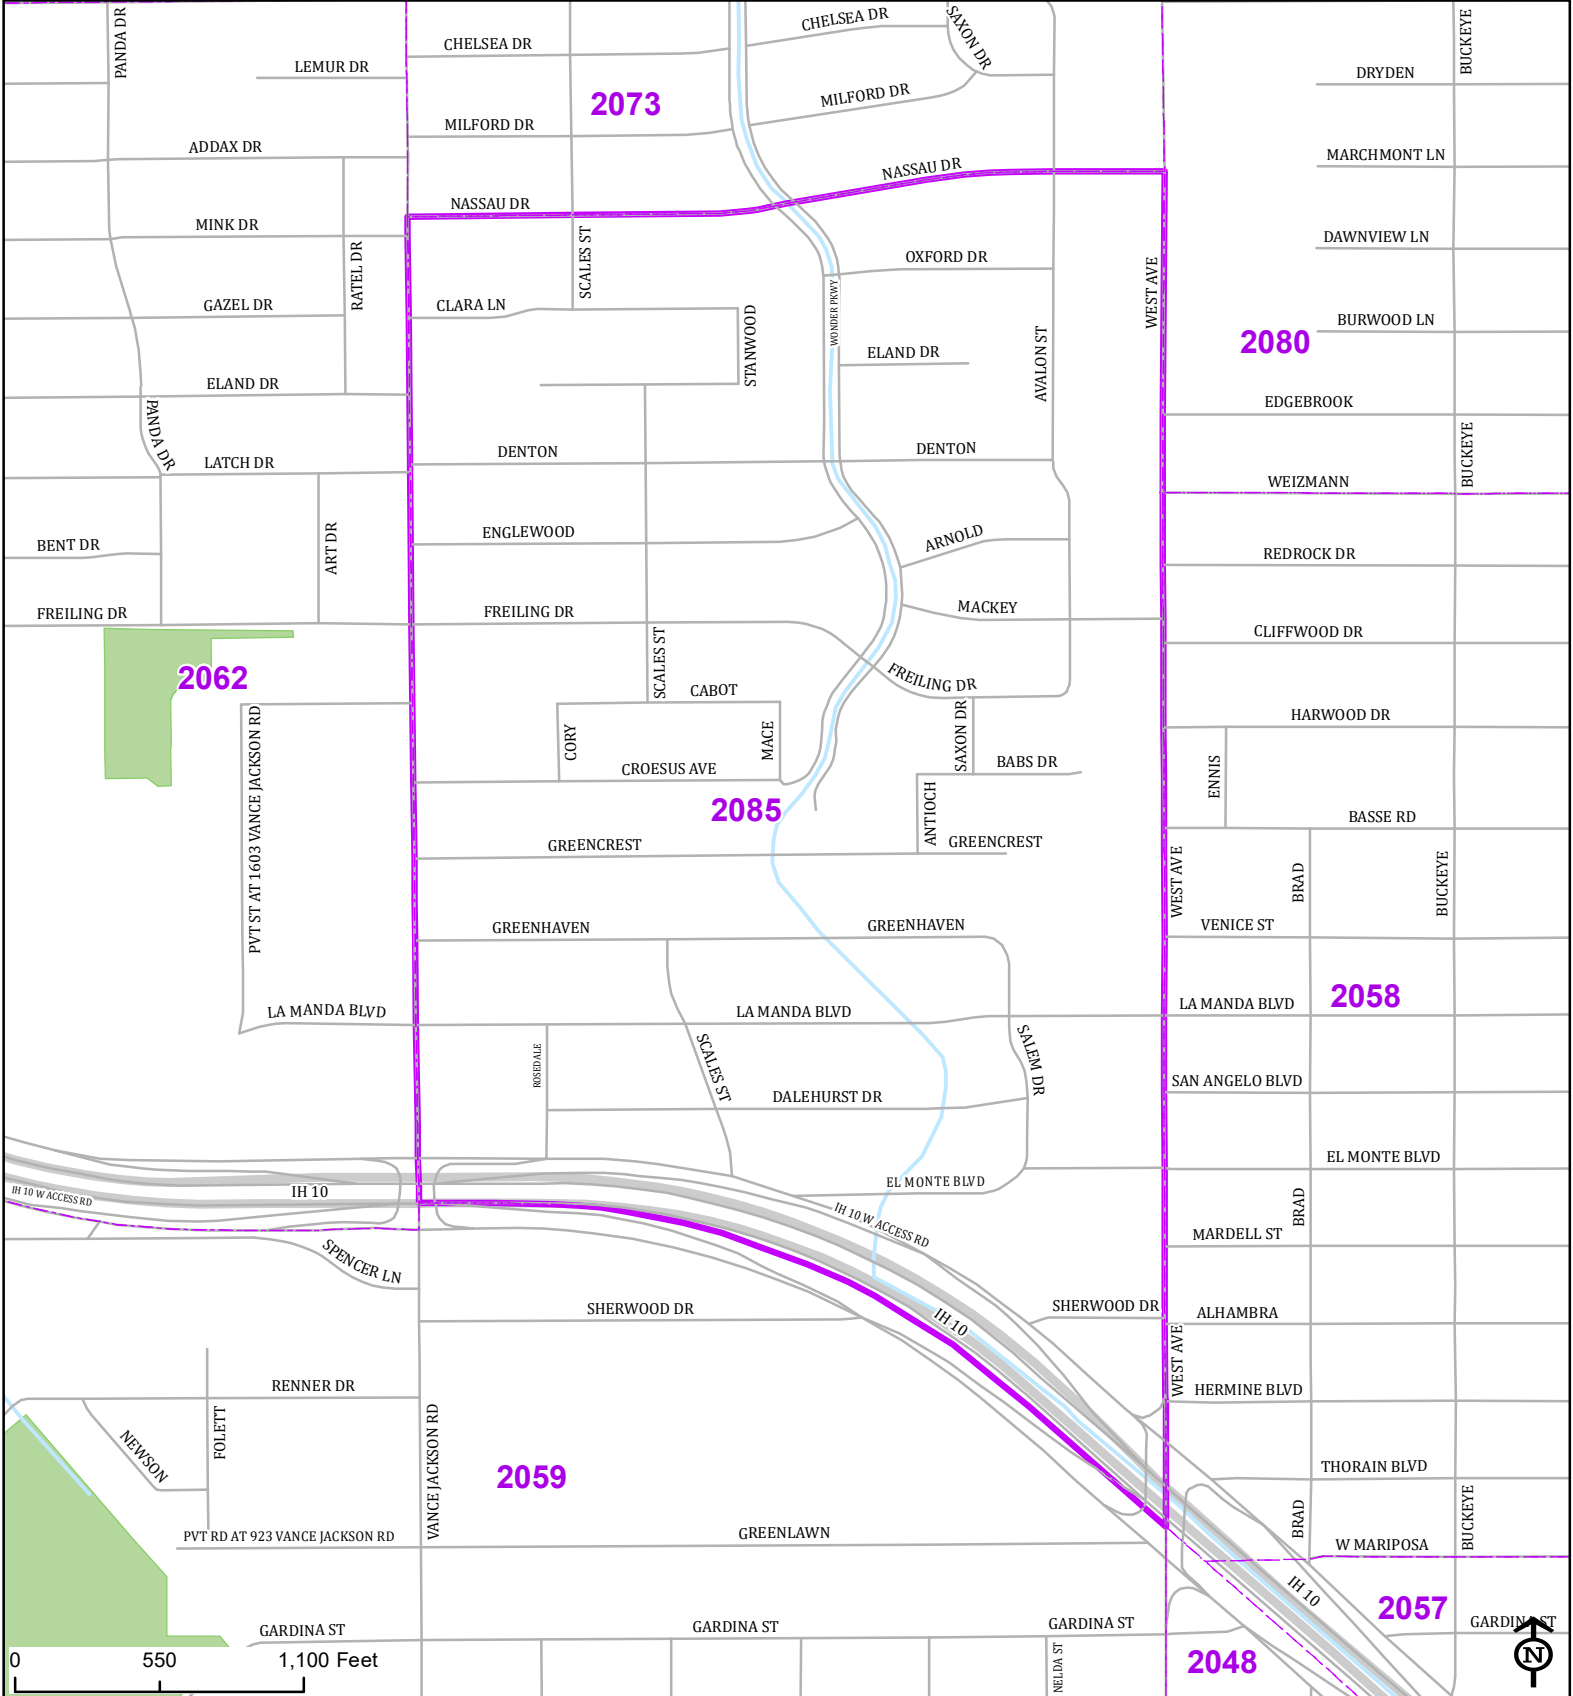 PANDA DR
CHELSEA DR
CHELSEA DR
SAXON DR
BUCKEYE
LEMUR DR
DRYDEN
2073
MILFORD DR
MILFORD DR
ADDAX DR
MARCHMONT LN
NASSAU DR
NASSAU DR
MINK DR
DAWNVIEW LN
RATEL DR
SCALES ST
OXFORD DR
WEST AVE
GAZEL DR
CLARA LN
WONDER PKWY
BURWOOD LN
2080
STANWOOD
ELAND DR
AVALON ST
ELAND DR
EDGEBROOK
PANDA DR
LATCH DR
DENTON
DENTON
BUCKEYE
WEIZMANN
ENGLEWOOD
ARNOLD
BENT DR
ART DR
REDROCK DR
FREILING DR
FREILING DR
MACKEY
CLIFFWOOD DR
2062
SCALES ST
CABOT
FREILING DR
HARWOOD DR
PVT ST AT 1603 VANCE JACKSON RD
CORY
MACE
SAXON DR
CROESUS AVE
BABS DR
ENNIS
2085
ANTIOCH
BASSE RD
GREENCREST
GREENCREST
WEST AVE
BRAD
BUCKEYE
GREENHAVEN
GREENHAVEN
VENICE ST
LA MANDA BLVD
LA MANDA BLVD
LA MANDA BLVD
2058
ROSEDALE
SCALES ST
SALEM DR
DALEHURST DR
SAN ANGELO BLVD
EL MONTE BLVD
IH 10 W ACCESS RD
IH 10
EL MONTE BLVD
IH 10 W ACCESS RD
BRAD
MARDELL ST
SPENCER LN
SHERWOOD DR
IH 10
SHERWOOD DR
ALHAMBRA
WEST AVE
RENNER DR
HERMINE BLVD
NEWSON
FOLETT
VANCE JACKSON RD
2059
THORAIN BLVD
PVT RD AT 923 VANCE JACKSON RD
GREENLAWN
BRAD
W MARIPOSA
BUCKEYE
IH 10
2057
GARDINA ST
GARDINA ST
GARDINA ST
GARDINA ST
NELDA ST
2048
0 550 1,100 Feet
N